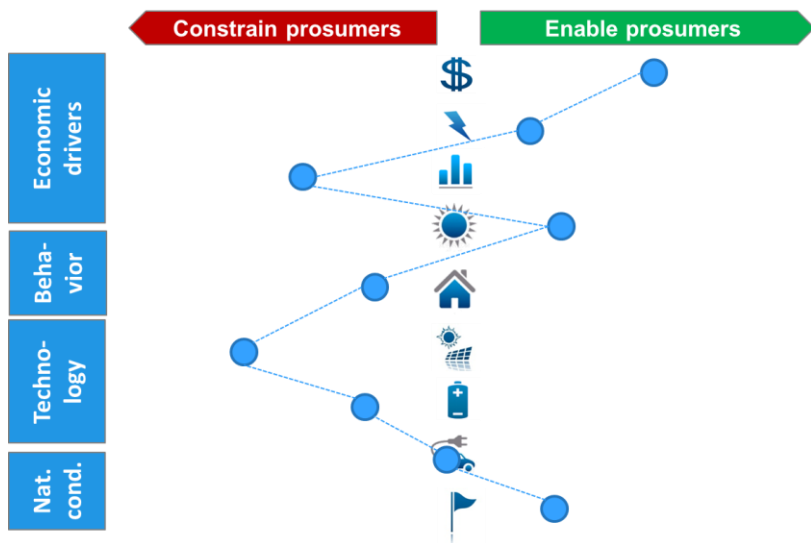 Constrain prosumers
Enable prosumers
Economic
drivers
Beha-
vior
Techno-
logy
Nat.
cond.
$